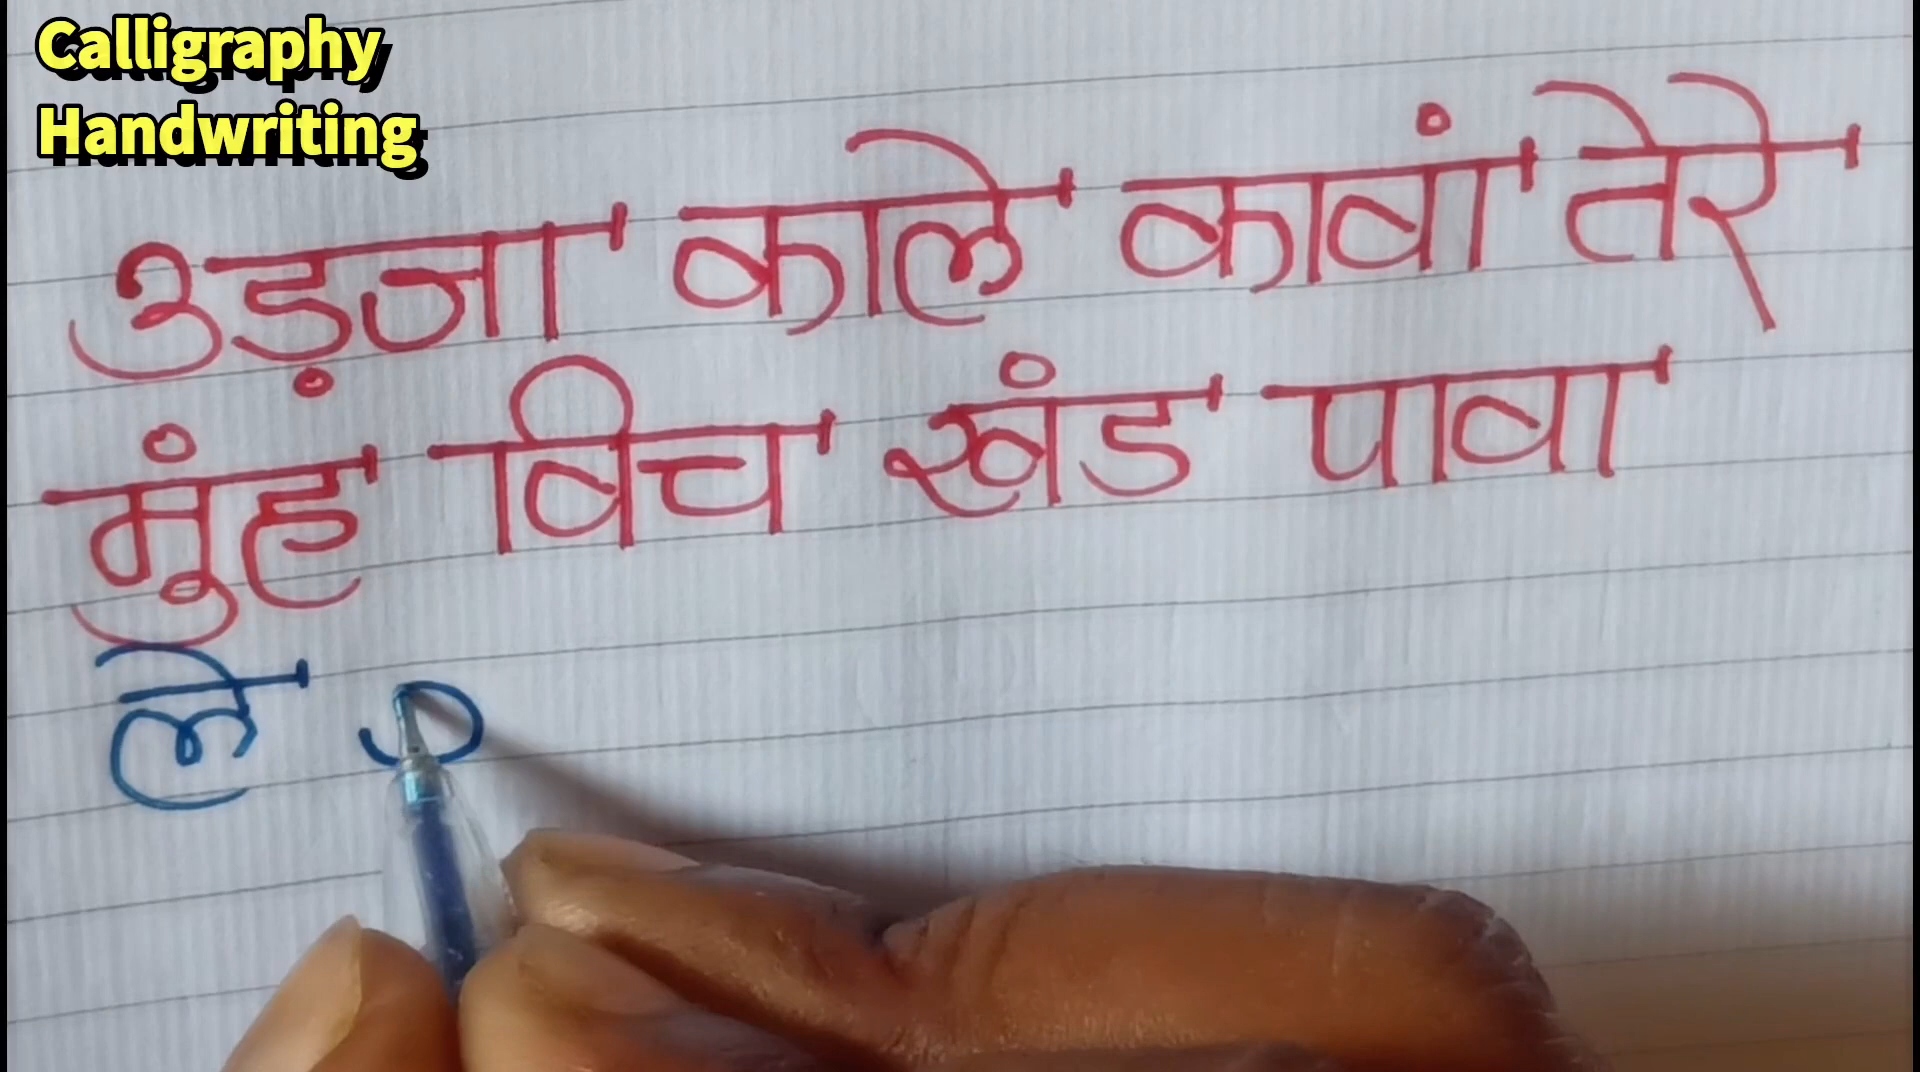 Calligraphy
Handwriting
उड़जा काले कावां तेरे
मुंह विच खंड पावा
ले